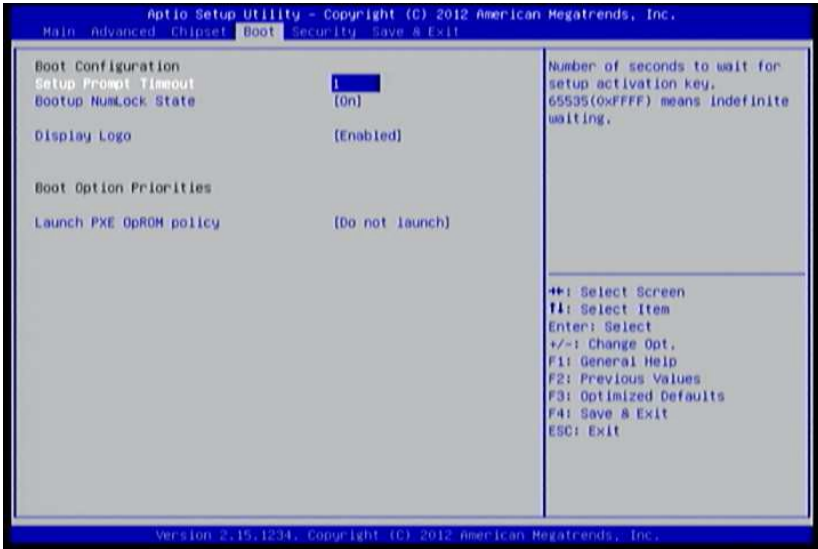 Aptio Setup Utility - Copyright (C) 2012 American Megatrends, Inc.
Main Advanced Chipset Boot Security Save & Exit
Boot Configuration
Setup Prompt Timeout 1
Bootup NumLock State [On]
Display Logo [Enabled]
Boot Option Priorities
Launch PXE OpROM policy [Do not launch]
Number of seconds to wait for
setup activation key.
65535(0xFFFF) means indefinite
waiting.
→←: Select Screen
↑↓: Select Item
Enter: Select
+/-: Change Opt.
F1: General Help
F2: Previous Values
F3: Optimized Defaults
F4: Save & Exit
ESC: Exit
Version 2.15.1234. Copyright (C) 2012 American Megatrends, Inc.